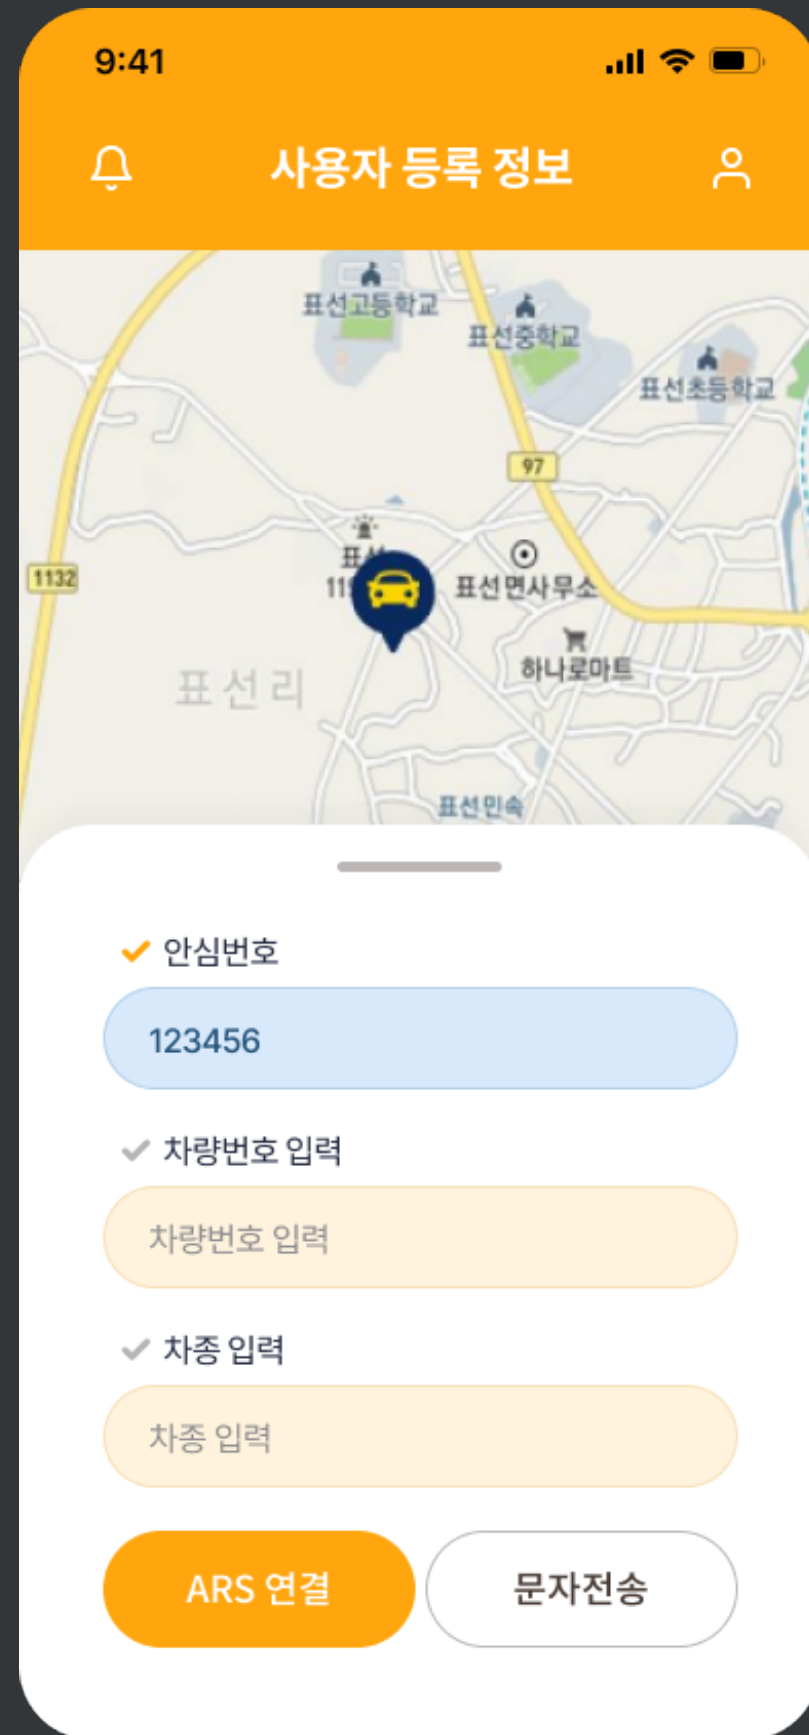 9:41
사용자 등록 정보
표선고등학교
표선중학교
표선초등학교
97
1132
표선
11
표선면사무소
하나로마트
표선리
표선민속
안심번호
123456
차량번호 입력
차량번호 입력
차종 입력
차종 입력
ARS 연결
문자전송